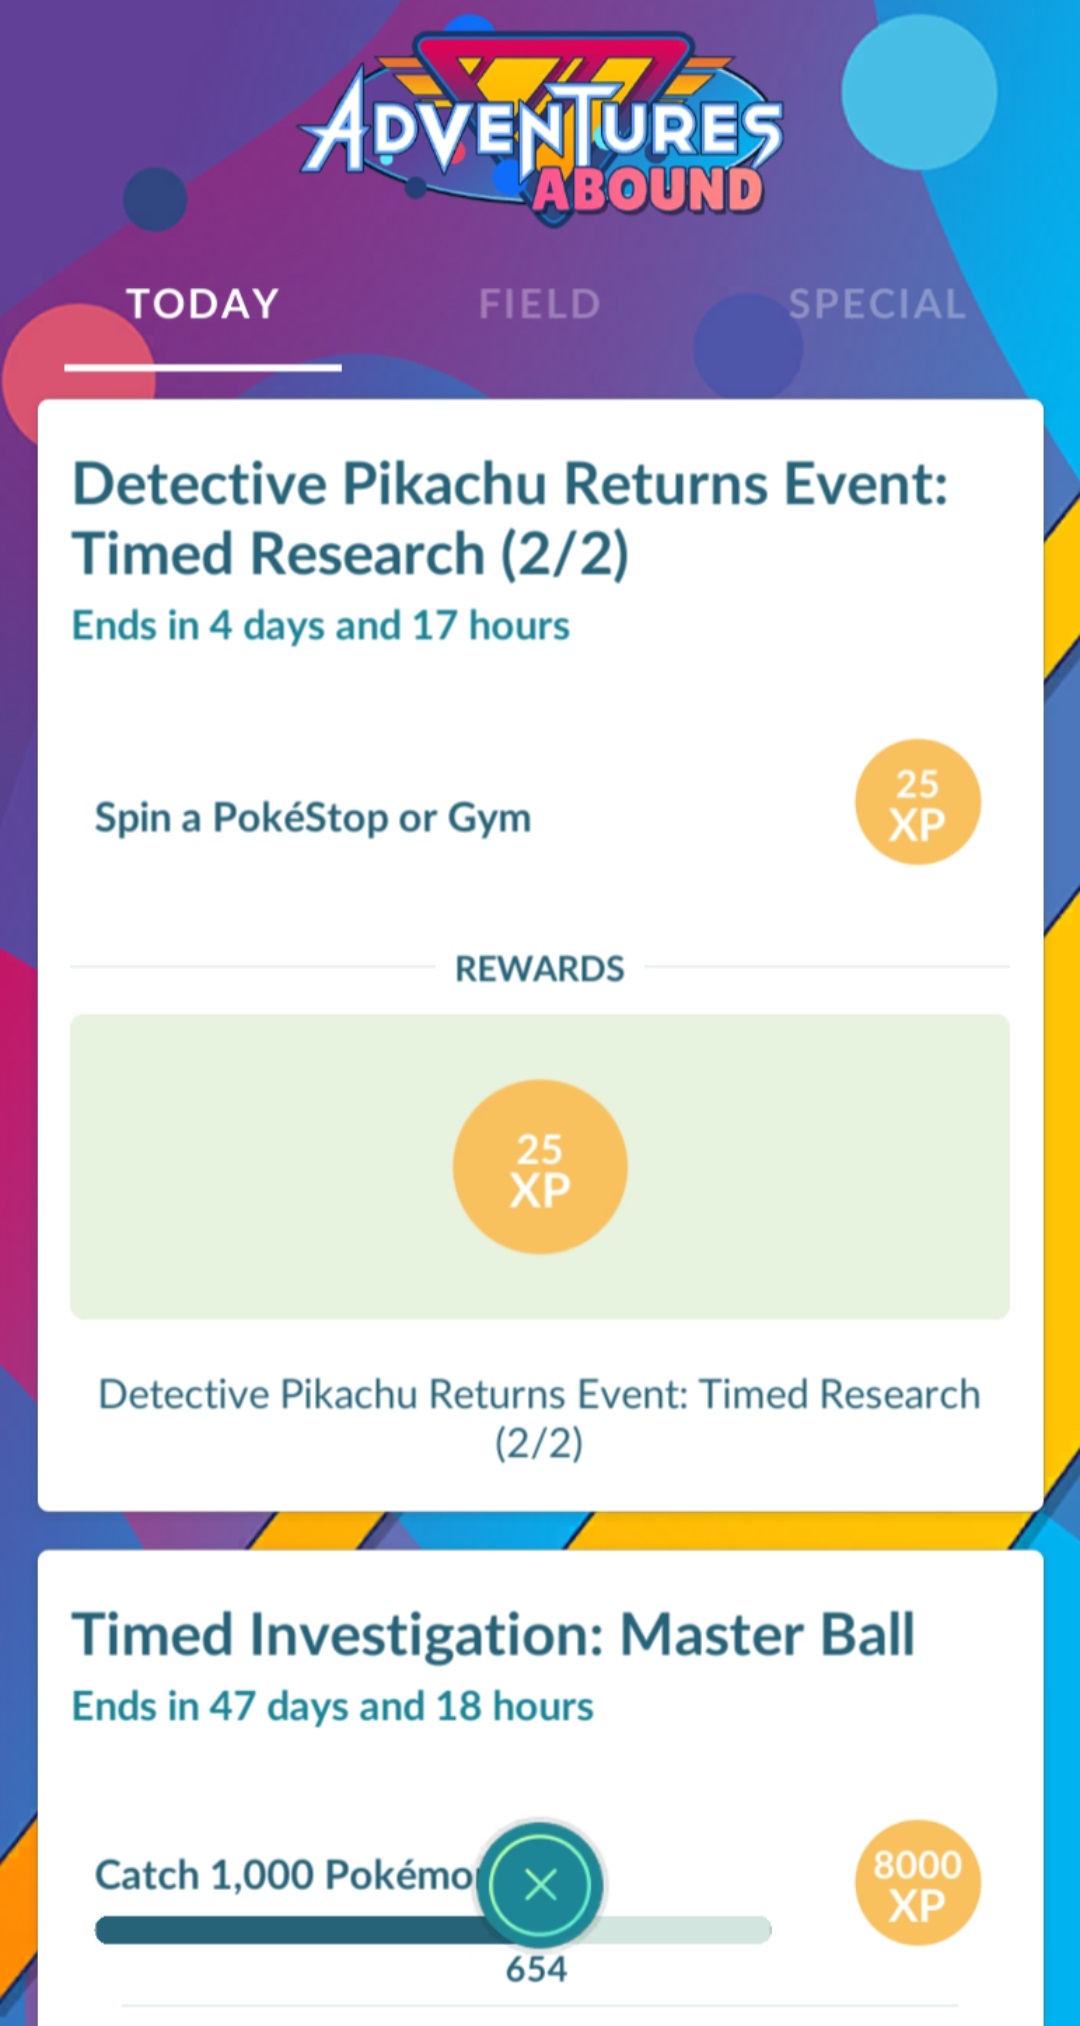 ADVENTURES
ABOUND
TODAY
FIELD
SPECIAL
Detective Pikachu Returns Event:
Timed Research (2/2)
Ends in 4 days and 17 hours
Spin a PokéStop or Gym
25
XP
REWARDS
25
XP
Detective Pikachu Returns Event: Timed Research
(2/2)
Timed Investigation: Master Ball
Ends in 47 days and 18 hours
Catch 1,000 Pokémo
8000
XP
654